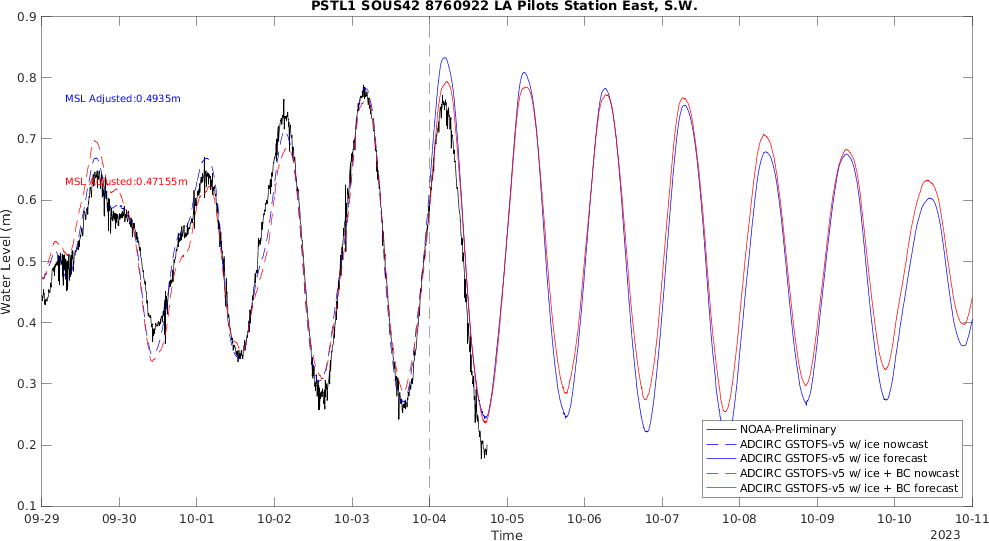 PSTL1 SOUS42 8760922 LA Pilots Station East, S.W.
0.9
0.8
0.7
0.6
0.5
0.4
0.3
0.2
0.1
Water Level (m)
MSL Adjusted:0.4935m
MSL Adjusted:0.47155m
NOAA-Preliminary
ADCIRC GSTOFS-v5 w/ ice nowcast
ADCIRC GSTOFS-v5 w/ ice forecast
ADCIRC GSTOFS-v5 w/ ice + BC nowcast
ADCIRC GSTOFS-v5 w/ ice + BC forecast
09-29 09-30 10-01 10-02 10-03 10-04 10-05 10-06 10-07 10-08 10-09 10-10 10-11
Time
2023